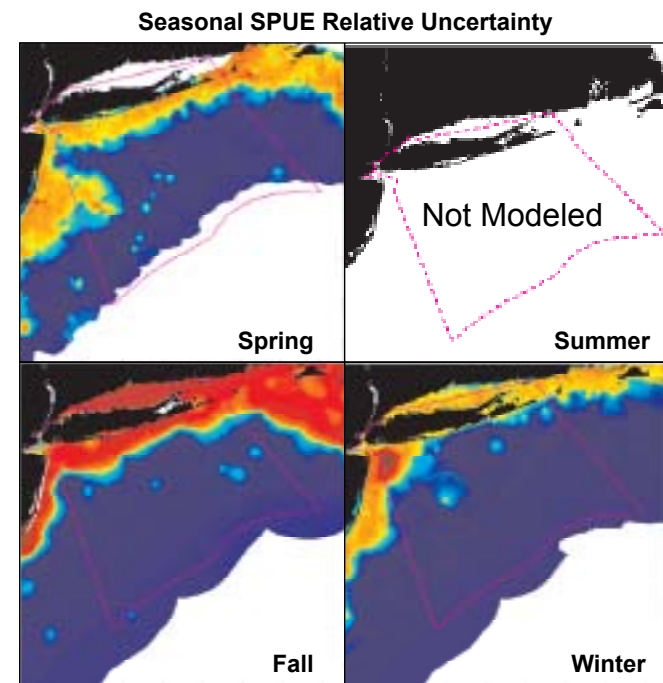 Seasonal SPUE Relative Uncertainty
Not Modeled
Spring
Summer
Fall
Winter